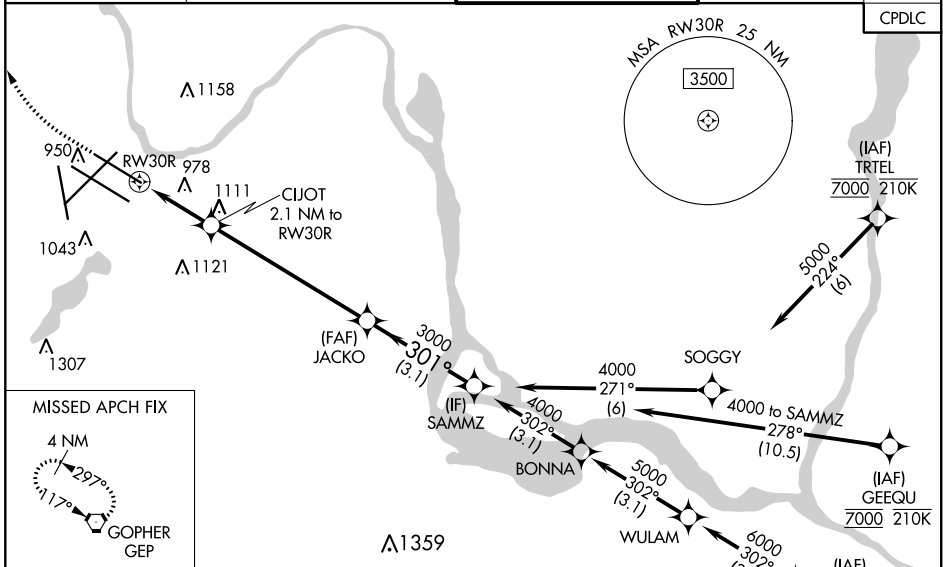 CPDLC
MSA RW30R 25 NM
3500
1158
950
RW30R
978
1111
CIJOT
2.1 NM to
RW30R
1043
1121
(IAF)
TRTEL
7000 210K
5000
224°
(6)
1307
(FAF)
JACKO
3000
301°
(3.1)
SOGGY
4000
271°
(6)
(IF)
SAMMZ
4000 to SAMMZ
278°
(10.5)
4000
302°
(3.1)
BONNA
(IAF)
GEEQU
7000 210K
5000
302°
(3.1)
WULAM
6000
302°
(IAF)
MISSED APCH FIX
4 NM
297°
117°
GOPHER
GEP
1359